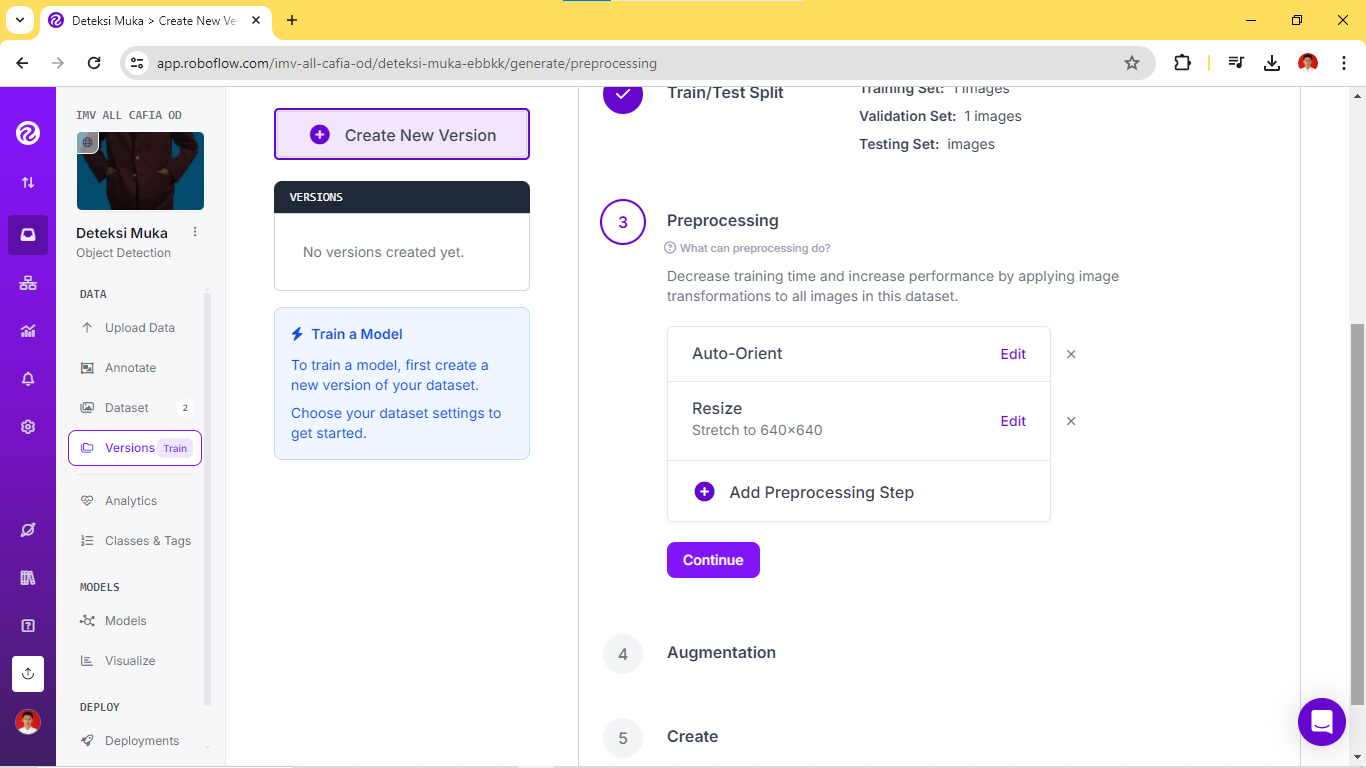 Deteksi Muka > Create New Ve
app.roboflow.com/imv-all-cafia-od/deteksi-muka-ebbkk/generate/preprocessing
IMV ALL CAFIA OD
Deteksi Muka
Object Detection
DATA
Upload Data
Annotate
Dataset 2
Versions Train
Analytics
Classes & Tags
MODELS
Models
Visualize
DEPLOY
Deployments
Create New Version
VERSIONS
No versions created yet.
Train a Model
To train a model, first create a
new version of your dataset.
Choose your dataset settings to
get started.
Train/Test Split
Training Set: 1 images
Validation Set: 1 images
Testing Set: images
3 Preprocessing
What can preprocessing do?
Decrease training time and increase performance by applying image
transformations to all images in this dataset.
Auto-Orient Edit ×
Resize
Stretch to 640×640
Edit ×
Add Preprocessing Step
Continue
4 Augmentation
5 Create